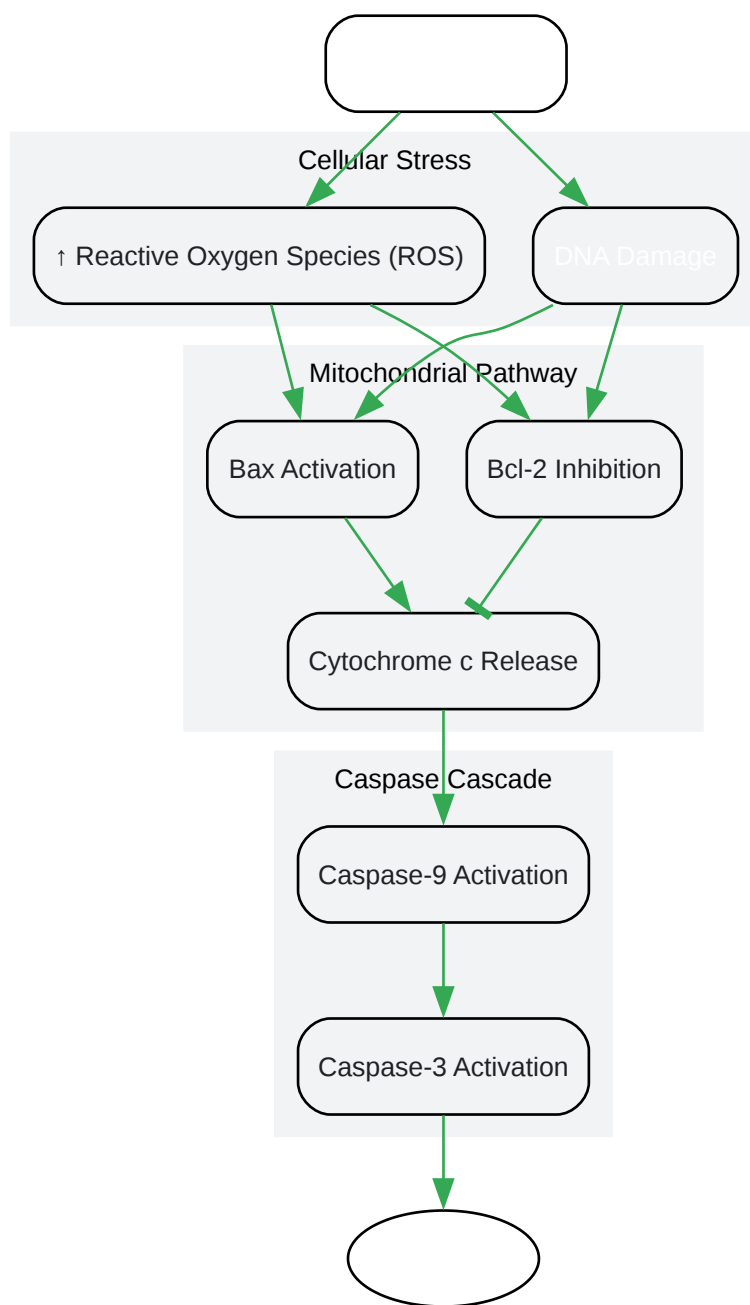 Cellular Stress
↑ Reactive Oxygen Species (ROS)
DNA Damage
Mitochondrial Pathway
Bax Activation
Bcl-2 Inhibition
Cytochrome c Release
Caspase Cascade
Caspase-9 Activation
Caspase-3 Activation